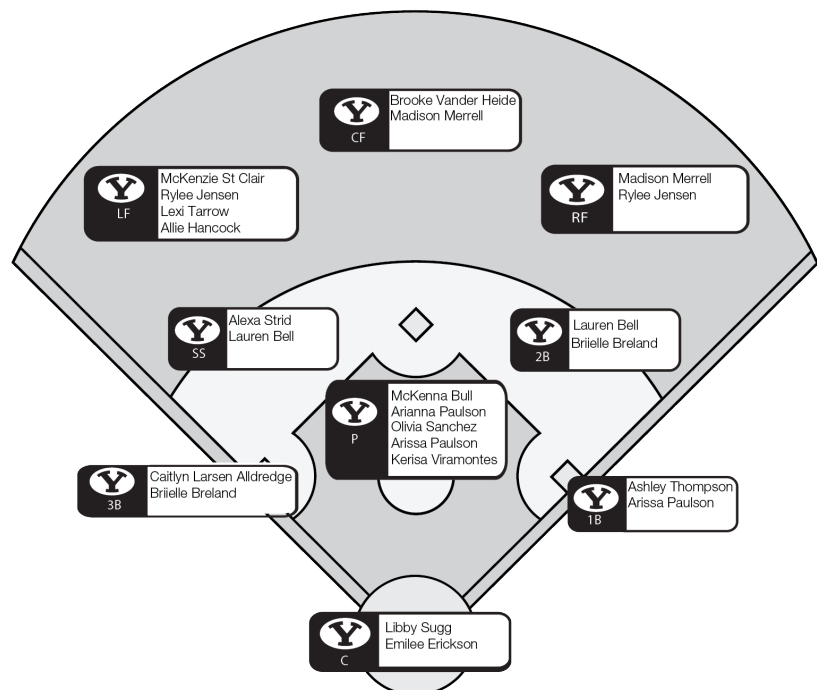 Y
CF
Brooke Vander Heide
Madison Merrell
Y
LF
McKenzie St Clair
Rylee Jensen
Lexi Tarrow
Allie Hancock
Y
RF
Madison Merrell
Rylee Jensen
Y
SS
Alexa Strid
Lauren Bell
Y
2B
Lauren Bell
Briielle Breland
Y
P
McKenna Bull
Arianna Paulson
Olivia Sanchez
Arissa Paulson
Kerisa Viramontes
Y
3B
Caitlyn Larsen Alldredge
Briielle Breland
Y
1B
Ashley Thompson
Arissa Paulson
Y
C
Libby Sugg
Emilee Erickson